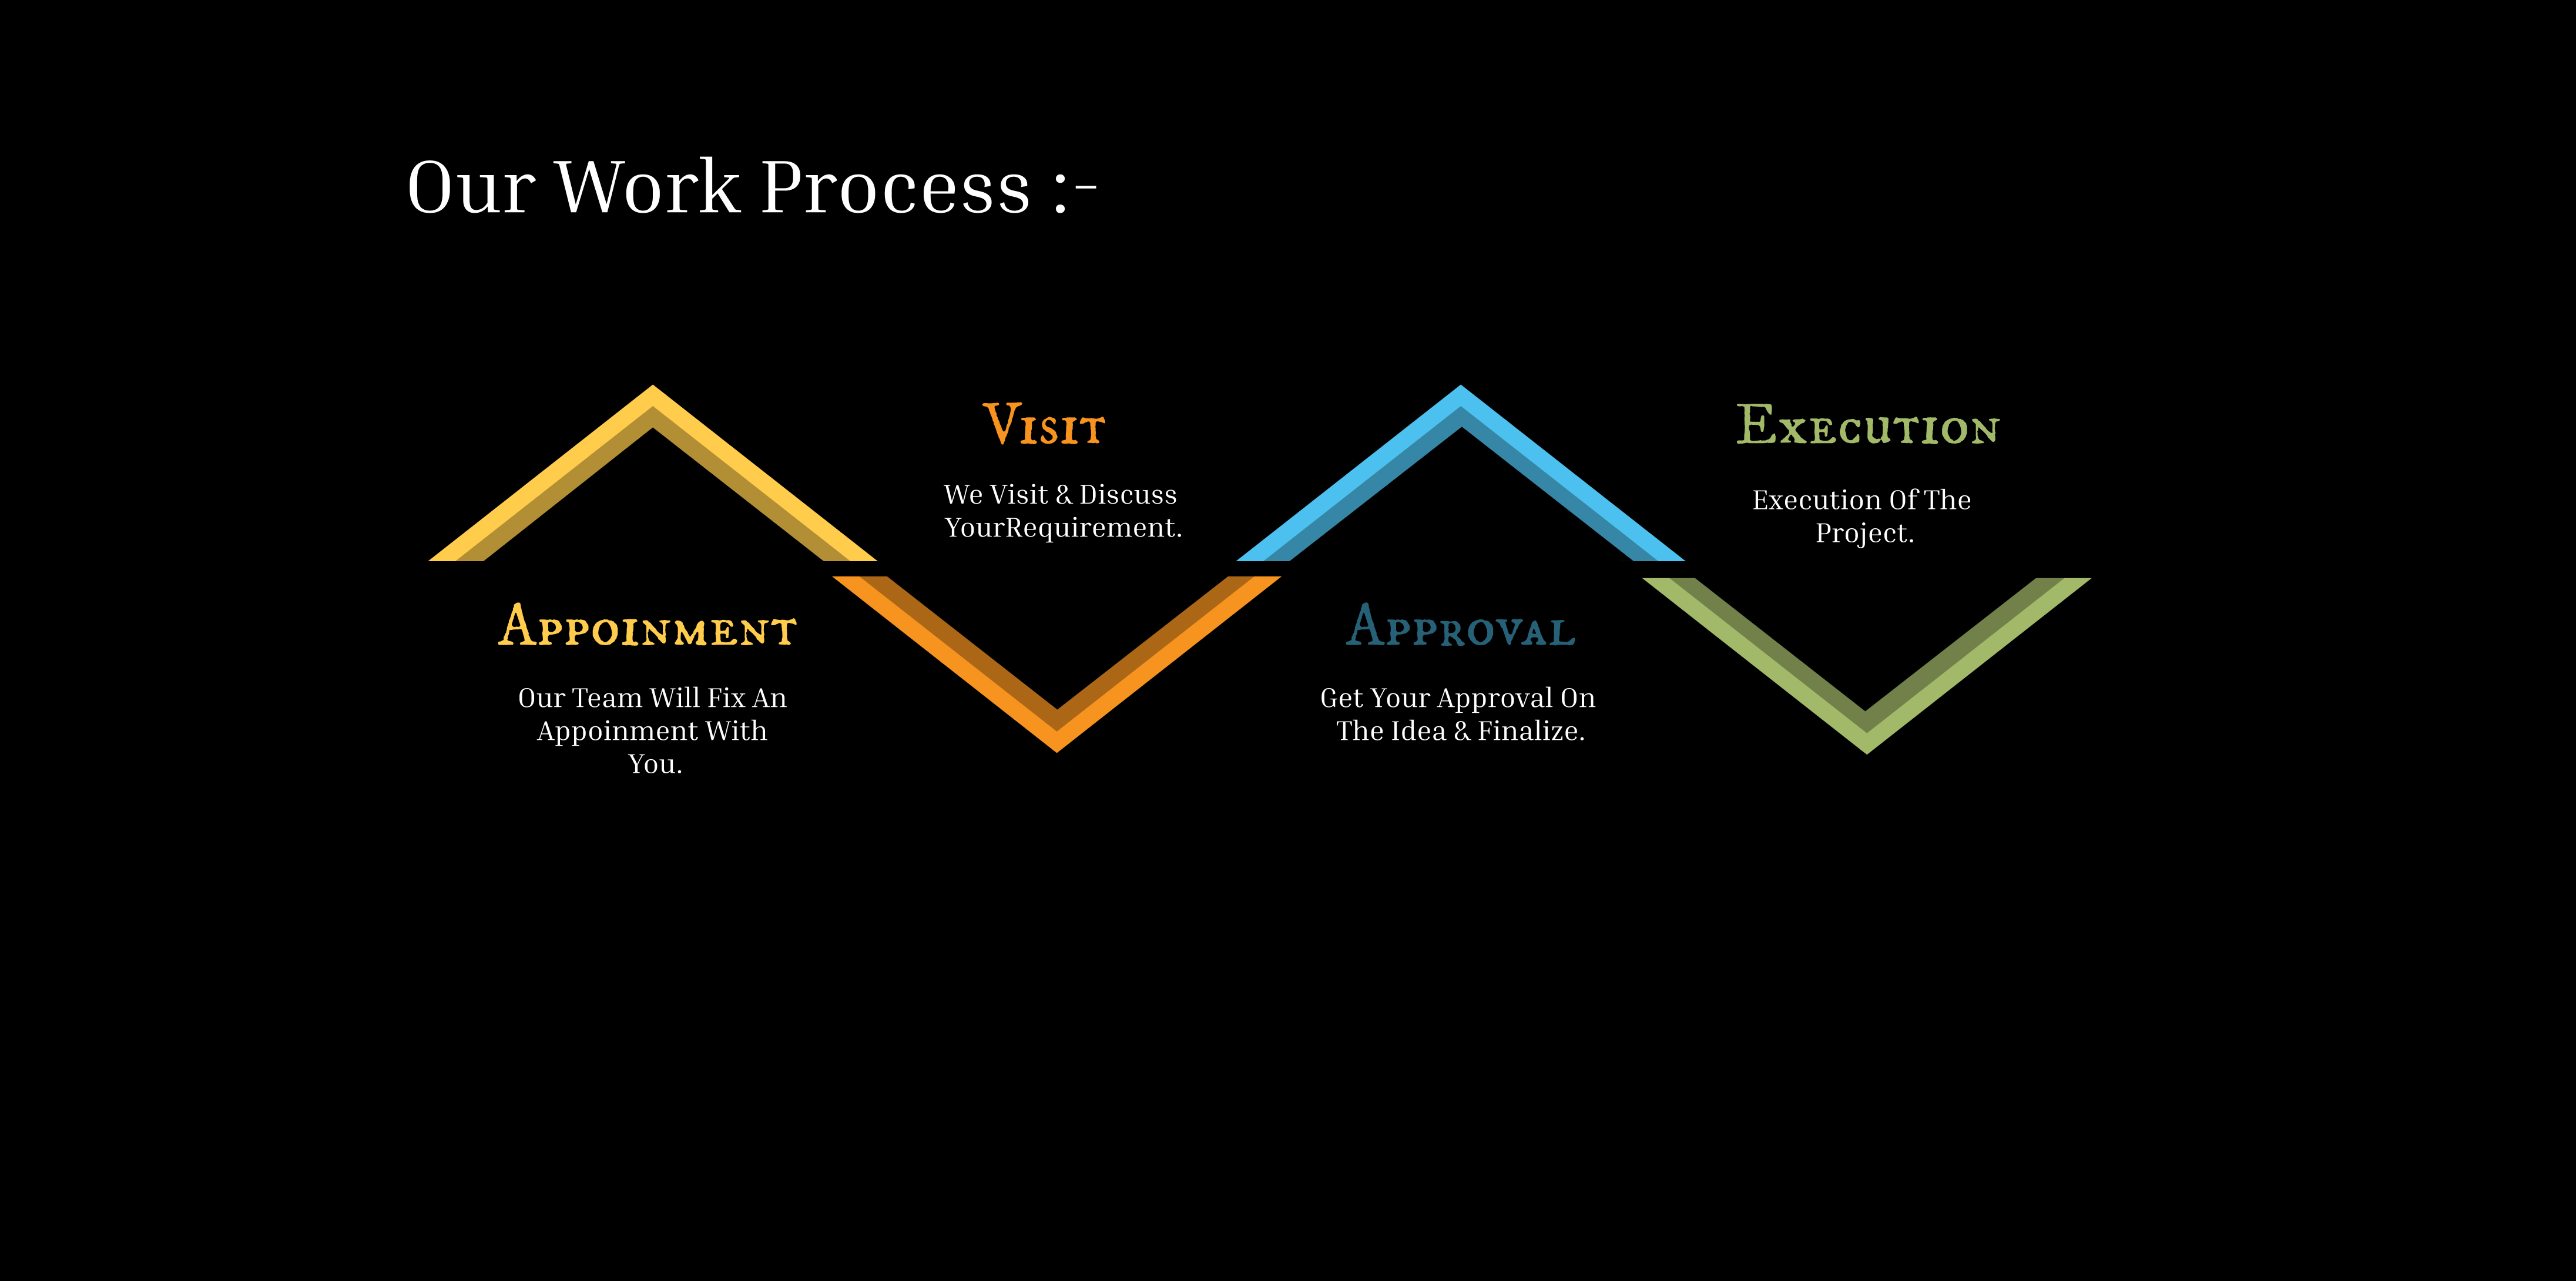 Our Work Process :-
Appoinment
Our Team Will Fix An
Appoinment With
You.
Visit
We Visit & Discuss
YourRequirement.
Approval
Get Your Approval On
The Idea & Finalize.
Execution
Execution Of The
Project.